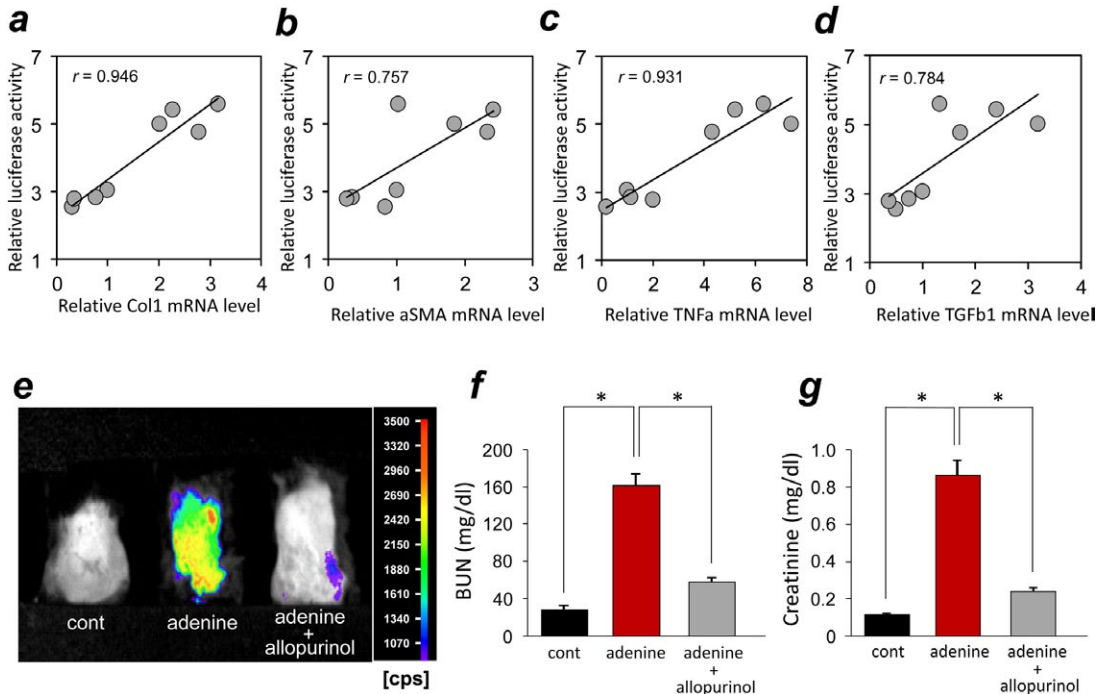 a
7
5
3
1
r = 0.946
0 1 2 3 4
Relative luciferase activity
Relative Col1 mRNA level
b
7
5
3
1
r = 0.757
0 1 2 3
Relative luciferase activity
Relative aSMA mRNA level
c
7
5
3
1
r = 0.931
0 2 4 6 8
Relative luciferase activity
Relative TNFa mRNA level
d
7
5
3
1
r = 0.784
0 1 2 3 4
Relative luciferase activity
Relative TGFb1 mRNA level
e
cont
adenine
adenine
+
allopurinol
3500
3200
2960
2690
2420
2150
1880
1610
1340
1070
[cps]
f
* *
BUN (mg/dl)
200
160
120
80
40
0
cont
adenine
adenine
+
allopurinol
g
* *
Creatinine (mg/dl)
1.0
0.8
0.6
0.4
0.2
0
cont
adenine
adenine
+
allopurinol